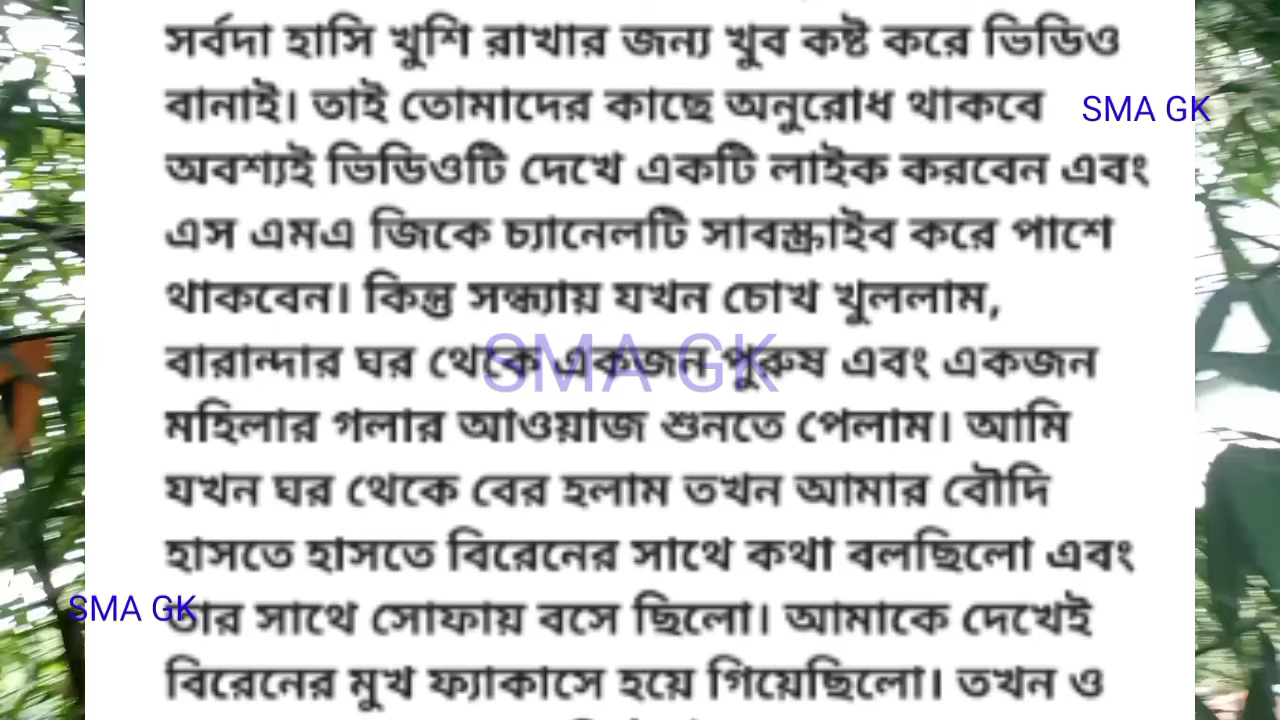 সর্বদা হাসি খুশি রাখার জন্য খুব কষ্ট করে ভিডিও
বানাই। তাই তোমাদের কাছে অনুরোধ থাকবে
SMA GK
অবশ্যই ভিডিওটি দেখে একটি লাইক করবেন এবং
এস এমএ জিকে চ্যানেলটি সাবস্ক্রাইব করে পাশে
থাকবেন। কিন্তু সন্ধ্যায় যখন চোখ খুললাম,
বারান্দার ঘর থেকে একজন পুরুষ এবং একজন
SMA GK
মহিলার গলার আওয়াজ শুনতে পেলাম। আমি
যখন ঘর থেকে বের হলাম তখন আমার বৌদি
হাসতে হাসতে বিরেনের সাথে কথা বলছিলো এবং
SMA GK
তার সাথে সোফায় বসে ছিলো। আমাকে দেখেই
বিরেনের মুখ ফ্যাকাসে হয়ে গিয়েছিলো। তখন ও